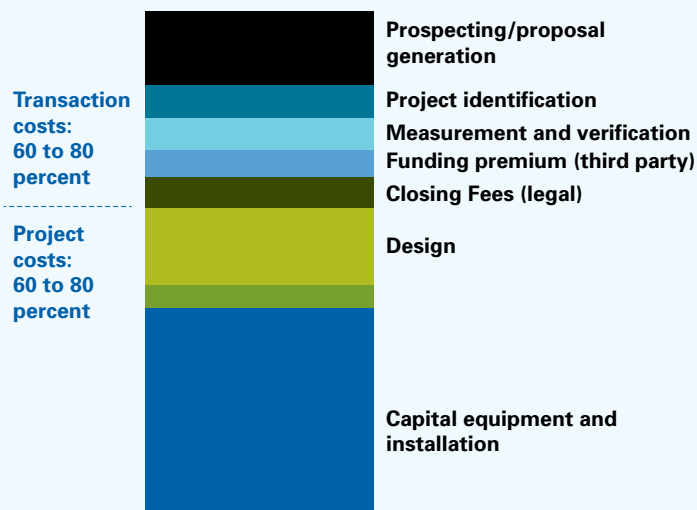 Prospecting/proposal
generation
Transaction
costs:
60 to 80
percent
Project identification
Measurement and verification
Funding premium (third party)
Closing Fees (legal)
Project
costs:
60 to 80
percent
Design
Capital equipment and
installation